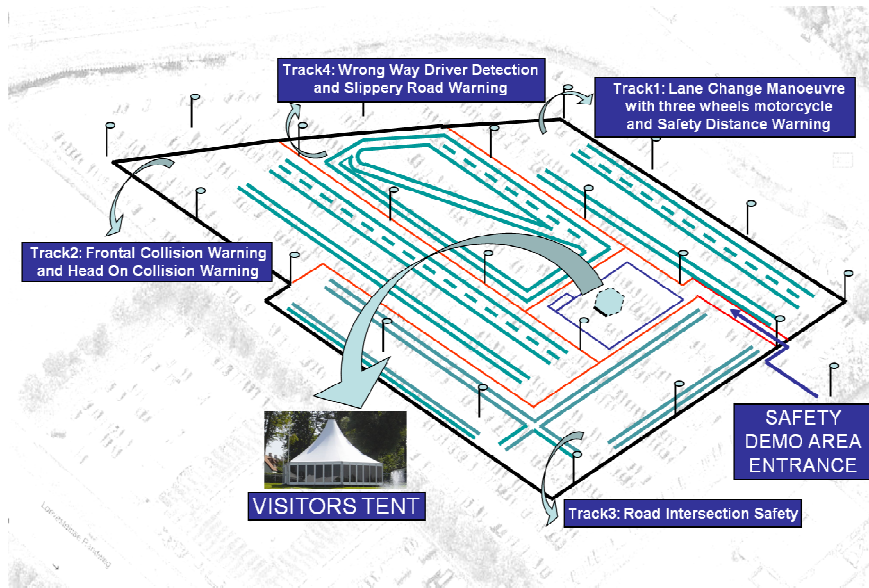 Track4: Wrong Way Driver Detection
and Slippery Road Warning
Track1: Lane Change Manoeuvre
with three wheels motorcycle
and Safety Distance Warning
Track2: Frontal Collision Warning
and Head On Collision Warning
SAFETY
DEMO AREA
ENTRANCE
VISITORS TENT
Track3: Road Intersection Safety